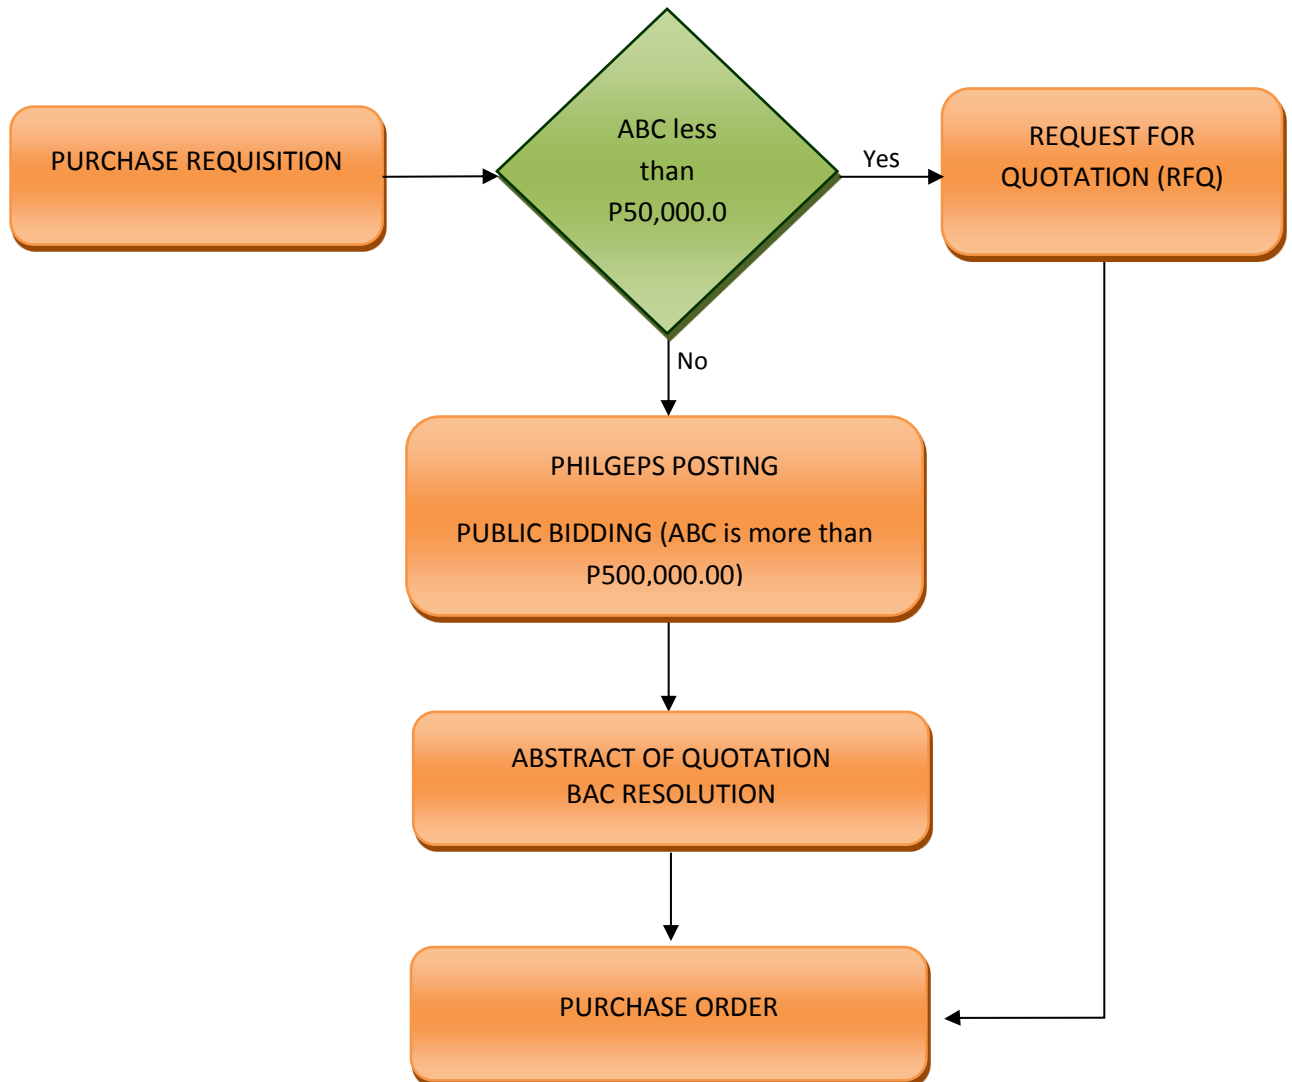 PURCHASE REQUISITION
ABC less
than
P50,000.0
Yes
REQUEST FOR
QUOTATION (RFQ)
No
PHILGEPS POSTING
PUBLIC BIDDING (ABC is more than
P500,000.00)
ABSTRACT OF QUOTATION
BAC RESOLUTION
PURCHASE ORDER